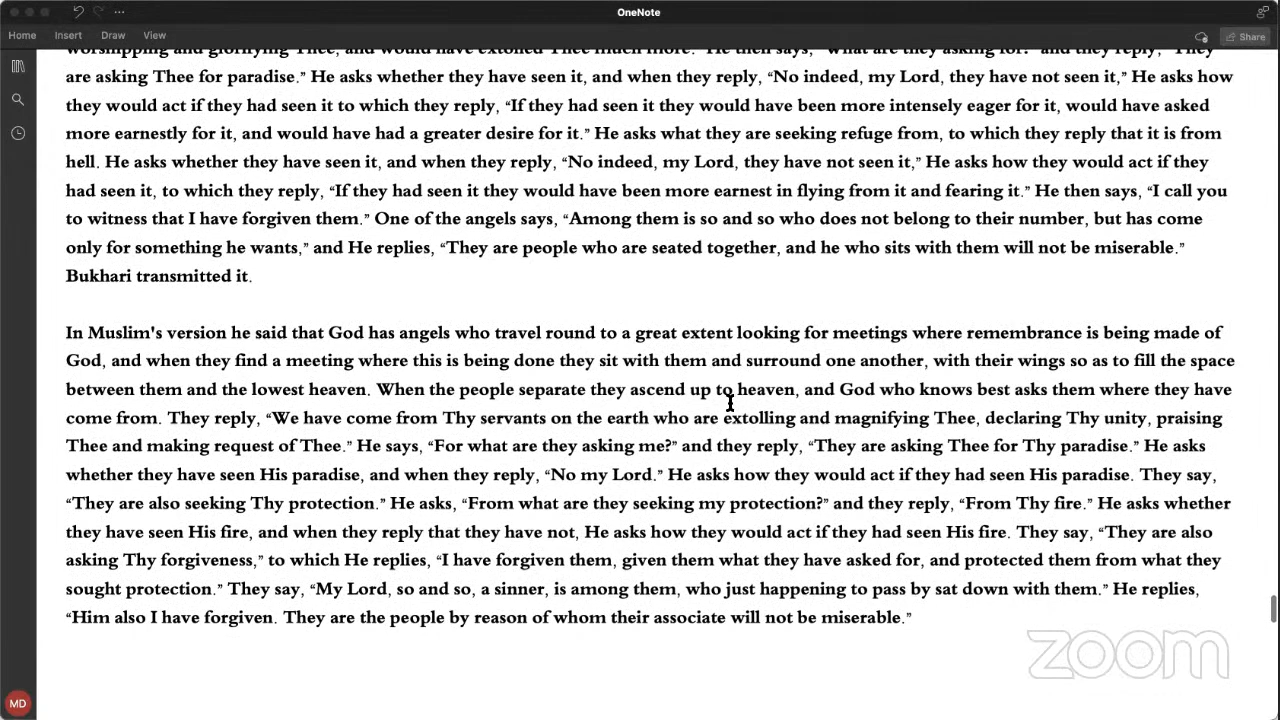 OneNote
Home Insert Draw View
Share
worshipping and glorifying Thee, and would have extolled Thee much more.” He then says, “What are they asking for?” and they reply, “They
are asking Thee for paradise.” He asks whether they have seen it, and when they reply, “No indeed, my Lord, they have not seen it,” He asks how
they would act if they had seen it to which they reply, “If they had seen it they would have been more intensely eager for it, would have asked
more earnestly for it, and would have had a greater desire for it.” He asks what they are seeking refuge from, to which they reply that it is from
hell. He asks whether they have seen it, and when they reply, “No indeed, my Lord, they have not seen it,” He asks how they would act if they
had seen it, to which they reply, “If they had seen it they would have been more earnest in flying from it and fearing it.” He then says, “I call you
to witness that I have forgiven them.” One of the angels says, “Among them is so and so who does not belong to their number, but has come
only for something he wants,” and He replies, “They are people who are seated together, and he who sits with them will not be miserable.”
Bukhari transmitted it.
In Muslim's version he said that God has angels who travel round to a great extent looking for meetings where remembrance is being made of
God, and when they find a meeting where this is being done they sit with them and surround one another, with their wings so as to fill the space
between them and the lowest heaven. When the people separate they ascend up to heaven, and God who knows best asks them where they have
come from. They reply, “We have come from Thy servants on the earth who are extolling and magnifying Thee, declaring Thy unity, praising
Thee and making request of Thee.” He says, “For what are they asking me?” and they reply, “They are asking Thee for Thy paradise.” He asks
whether they have seen His paradise, and when they reply, “No my Lord.” He asks how they would act if they had seen His paradise. They say,
“They are also seeking Thy protection.” He asks, “From what are they seeking my protection?” and they reply, “From Thy fire.” He asks whether
they have seen His fire, and when they reply that they have not, He asks how they would act if they had seen His fire. They say, “They are also
asking Thy forgiveness,” to which He replies, “I have forgiven them, given them what they have asked for, and protected them from what they
sought protection.” They say, “My Lord, so and so, a sinner, is among them, who just happening to pass by sat down with them.” He replies,
“Him also I have forgiven. They are the people by reason of whom their associate will not be miserable.”
zoom
MD